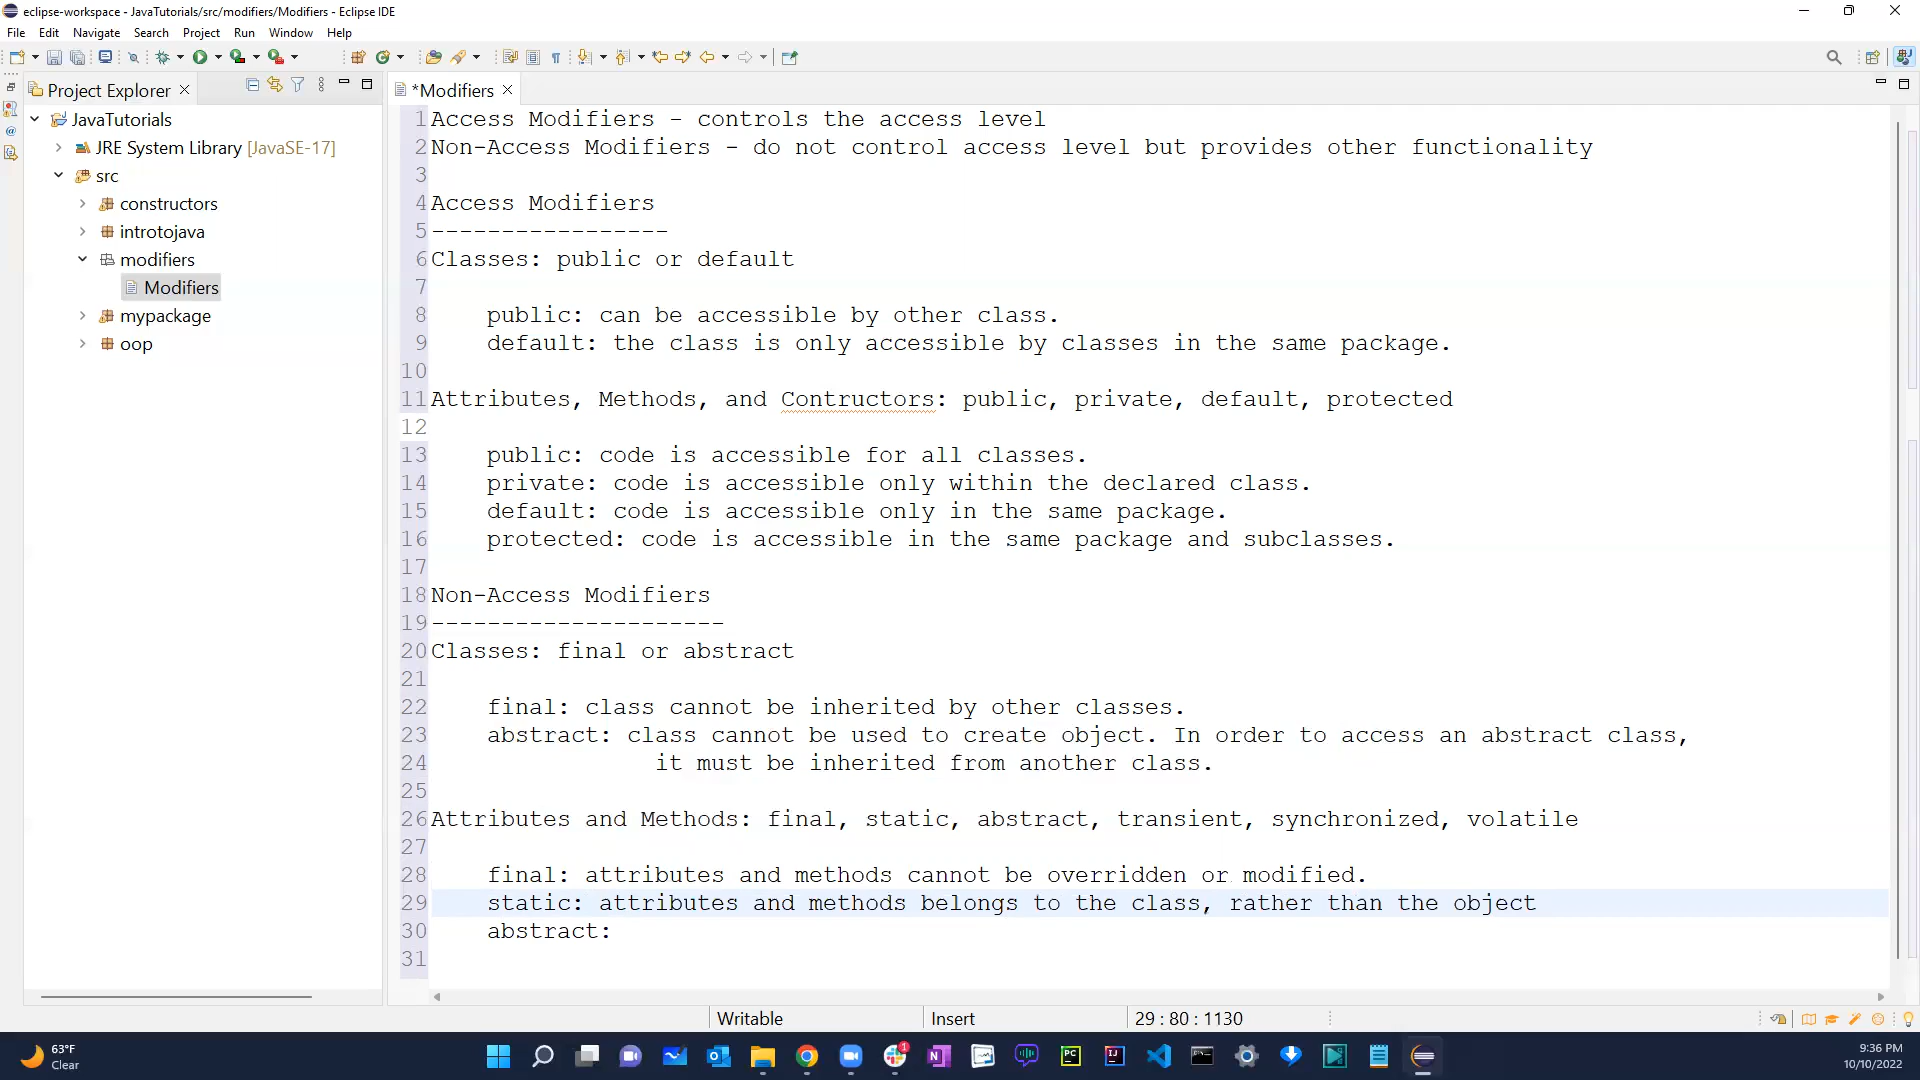 eclipse-workspace - JavaTutorials/src/modifiers/Modifiers - Eclipse IDE
File Edit Navigate Search Project Run Window Help
Project Explorer
*Modifiers
JavaTutorials
JRE System Library [JavaSE-17]
src
constructors
introtojava
modifiers
Modifiers
mypackage
oop
1 Access Modifiers - controls the access level
2 Non-Access Modifiers - do not control access level but provides other functionality
3
4 Access Modifiers
5 -----------------
6 Classes: public or default
7
8 public: can be accessible by other class.
9 default: the class is only accessible by classes in the same package.
10
11 Attributes, Methods, and Contructors: public, private, default, protected
12
13 public: code is accessible for all classes.
14 private: code is accessible only within the declared class.
15 default: code is accessible only in the same package.
16 protected: code is accessible in the same package and subclasses.
17
18 Non-Access Modifiers
19 ---------------------
20 Classes: final or abstract
21
22 final: class cannot be inherited by other classes.
23 abstract: class cannot be used to create object. In order to access an abstract class,
24 it must be inherited from another class.
25
26 Attributes and Methods: final, static, abstract, transient, synchronized, volatile
27
28 final: attributes and methods cannot be overridden or modified.
29 static: attributes and methods belongs to the class, rather than the object
30 abstract:
31
Writable Insert 29 : 80 : 1130
63°F
Clear
1
N
PC
IJ
9:36 PM
10/10/2022